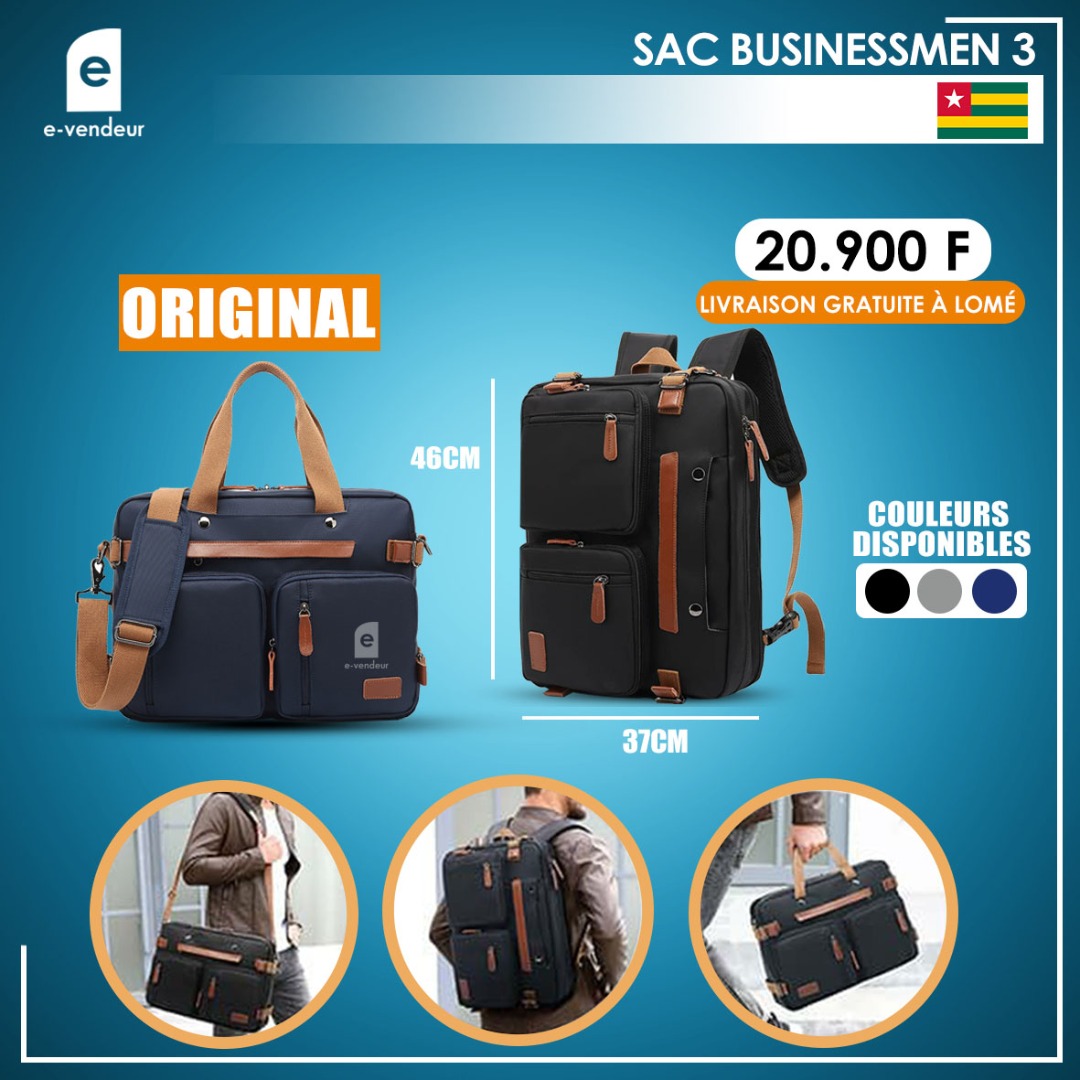 e
e-vendeur
SAC BUSINESSMEN 3
20.900 F
LIVRAISON GRATUITE À LOMÉ
ORIGINAL
46CM
COULEURS
DISPONIBLES
e
e-vendeur
37CM